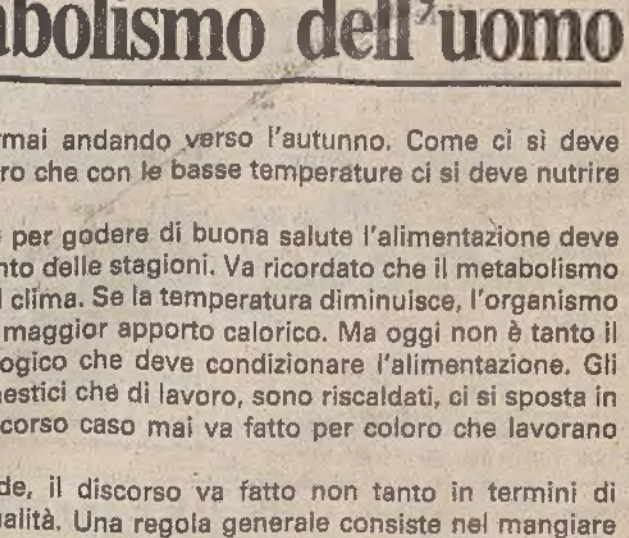 abolismo dell'uomo
rmai andando verso l'autunno. Come ci sì deve
ro che con le basse temperature ci si deve nutrire
per godere di buona salute l'alimentazione deve
nto delle stagioni. Va ricordato che il metabolismo
l clima. Se la temperatura diminuisce, l'organismo
maggior apporto calorico. Ma oggi non è tanto il
ogico che deve condizionare l'alimentazione. Gli
nestici che di lavoro, sono riscaldati, ci si sposta in
corso caso mai va fatto per coloro che lavorano
de, il discorso va fatto non tanto in termini di
ualità. Una regola generale consiste nel mangiare